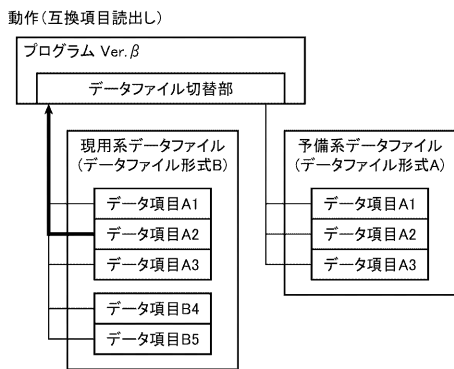 動作(互換項目読出し)
プログラム Ver.β
データファイル切替部
現用系データファイル
(データファイル形式B)
データ項目A1
データ項目A2
データ項目A3
データ項目B4
データ項目B5
予備系データファイル
(データファイル形式A)
データ項目A1
データ項目A2
データ項目A3